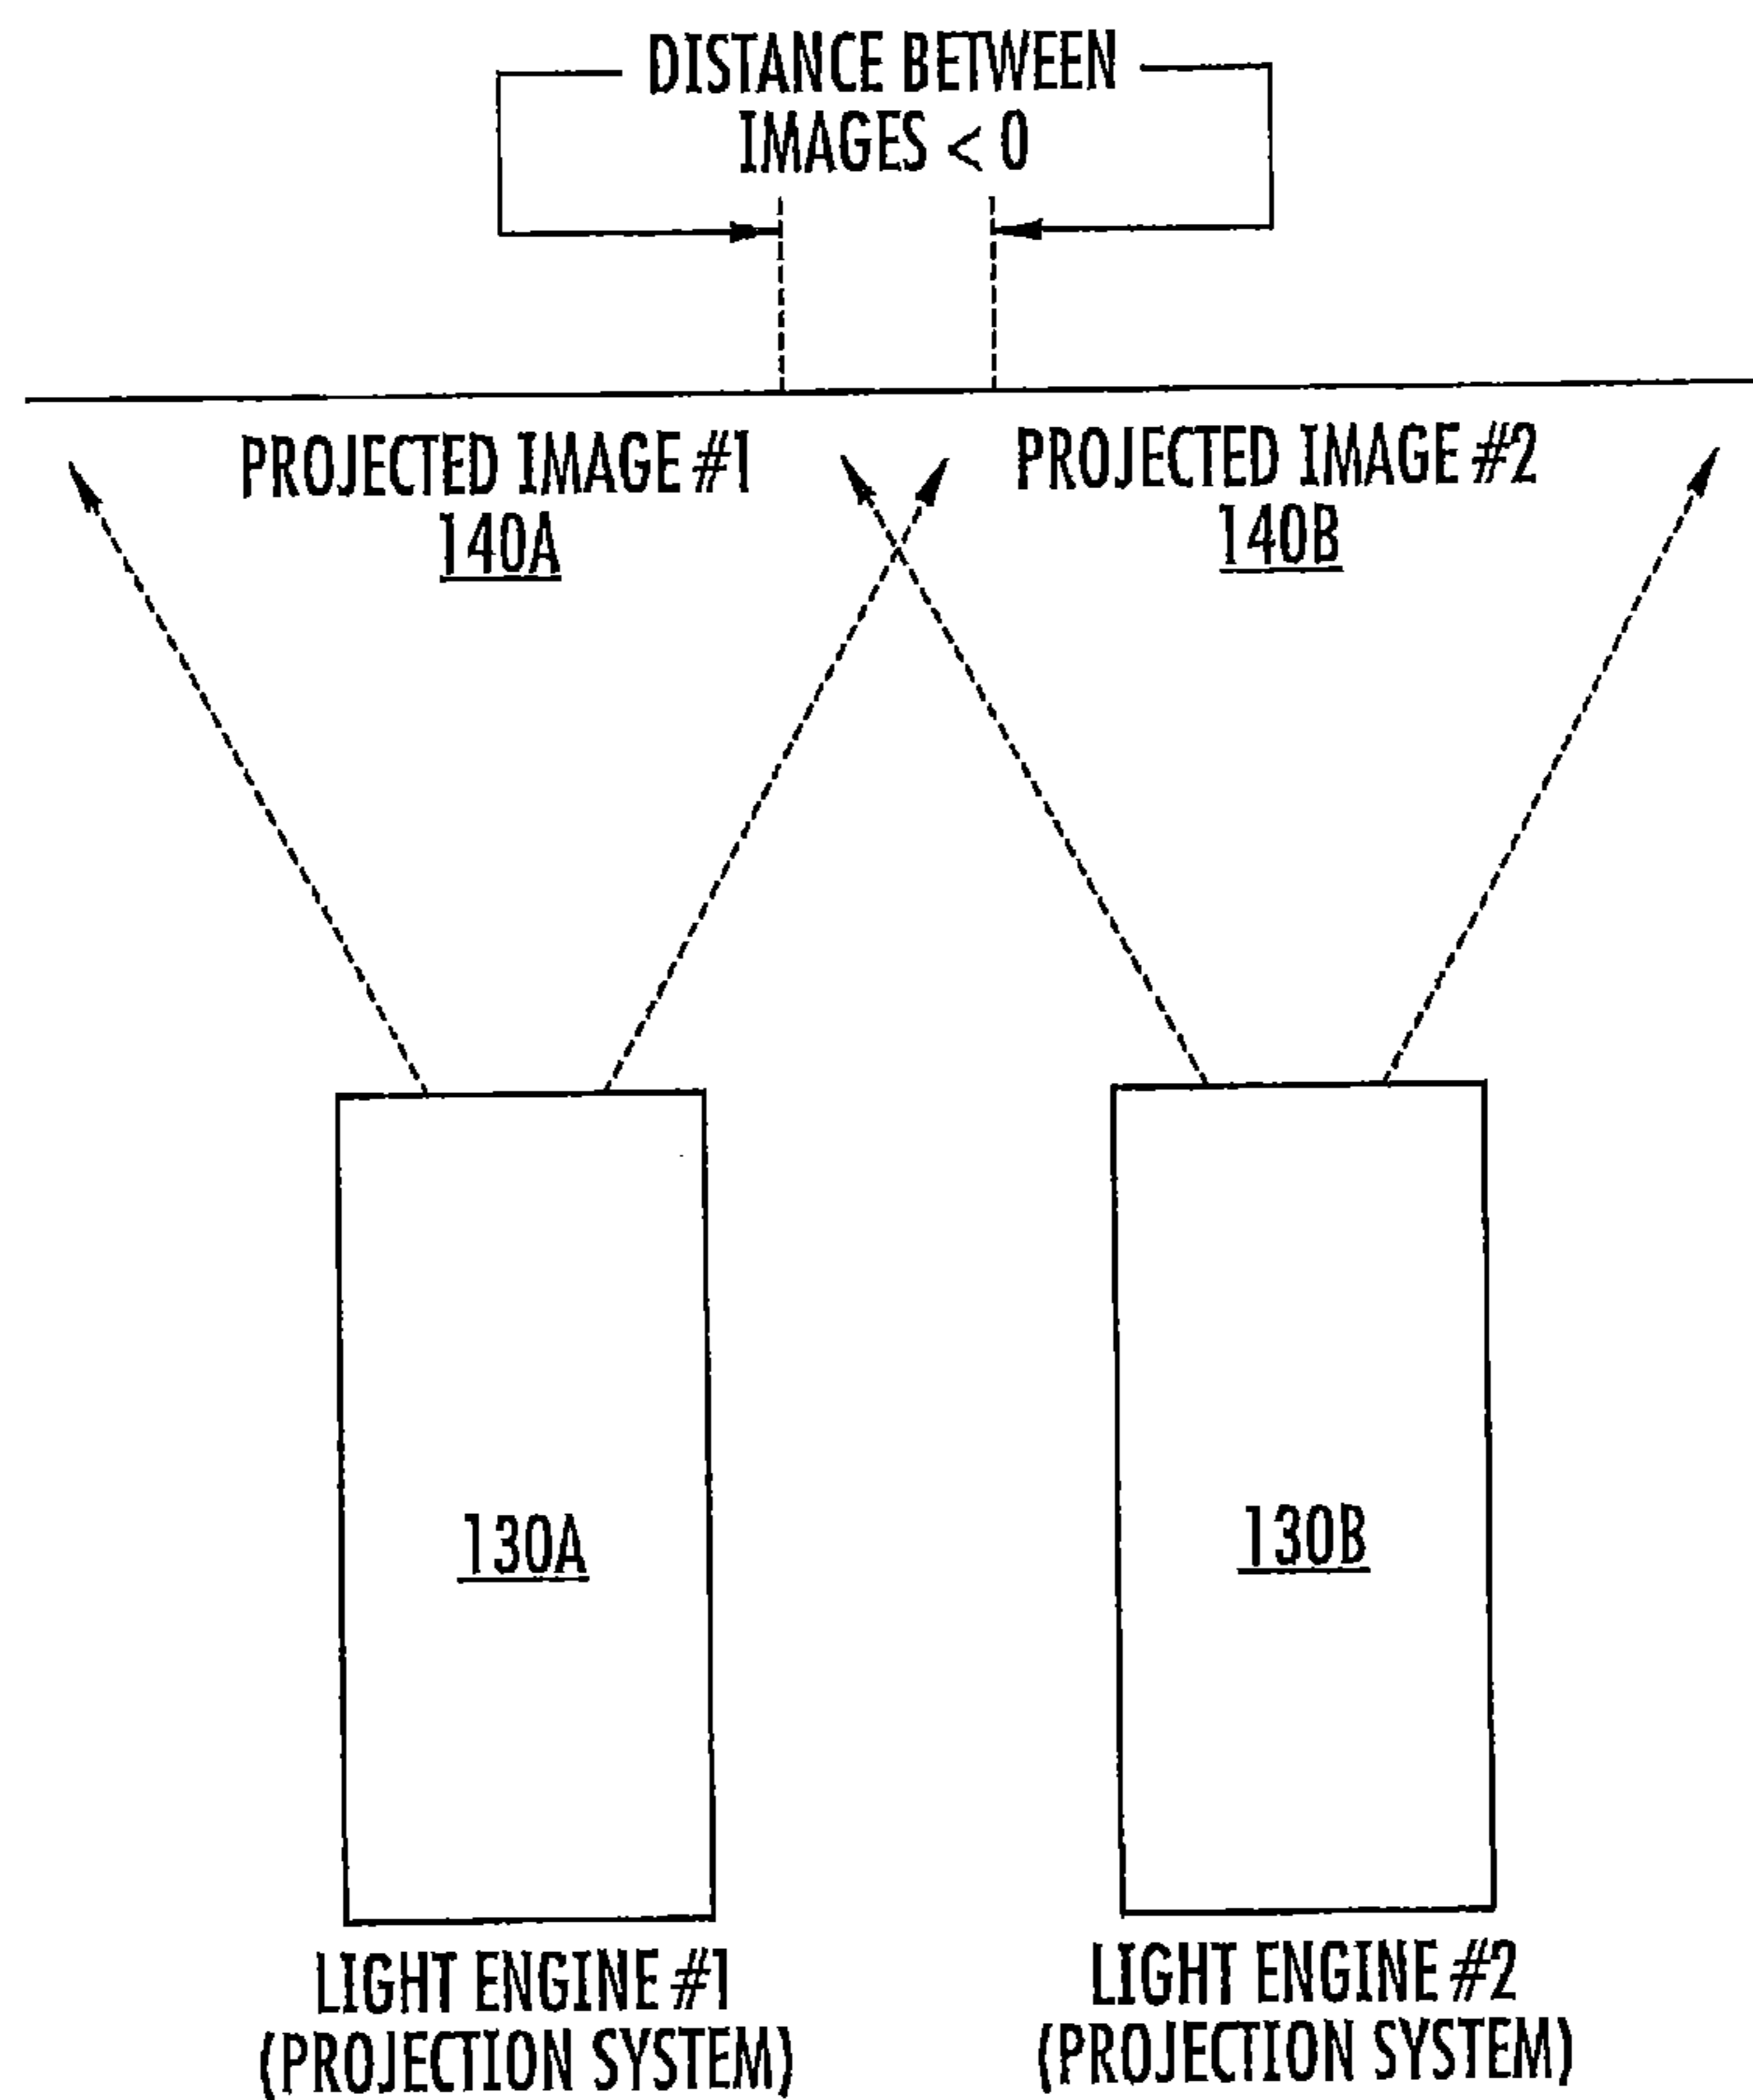 DISTANCE BETWEEN
IMAGES < 0
PROJECTED IMAGE #1
140A
PROJECTED IMAGE #2
140B
130A
130B
LIGHT ENGINE #1
(PROJECTION SYSTEM)
LIGHT ENGINE #2
(PROJECTION SYSTEM)